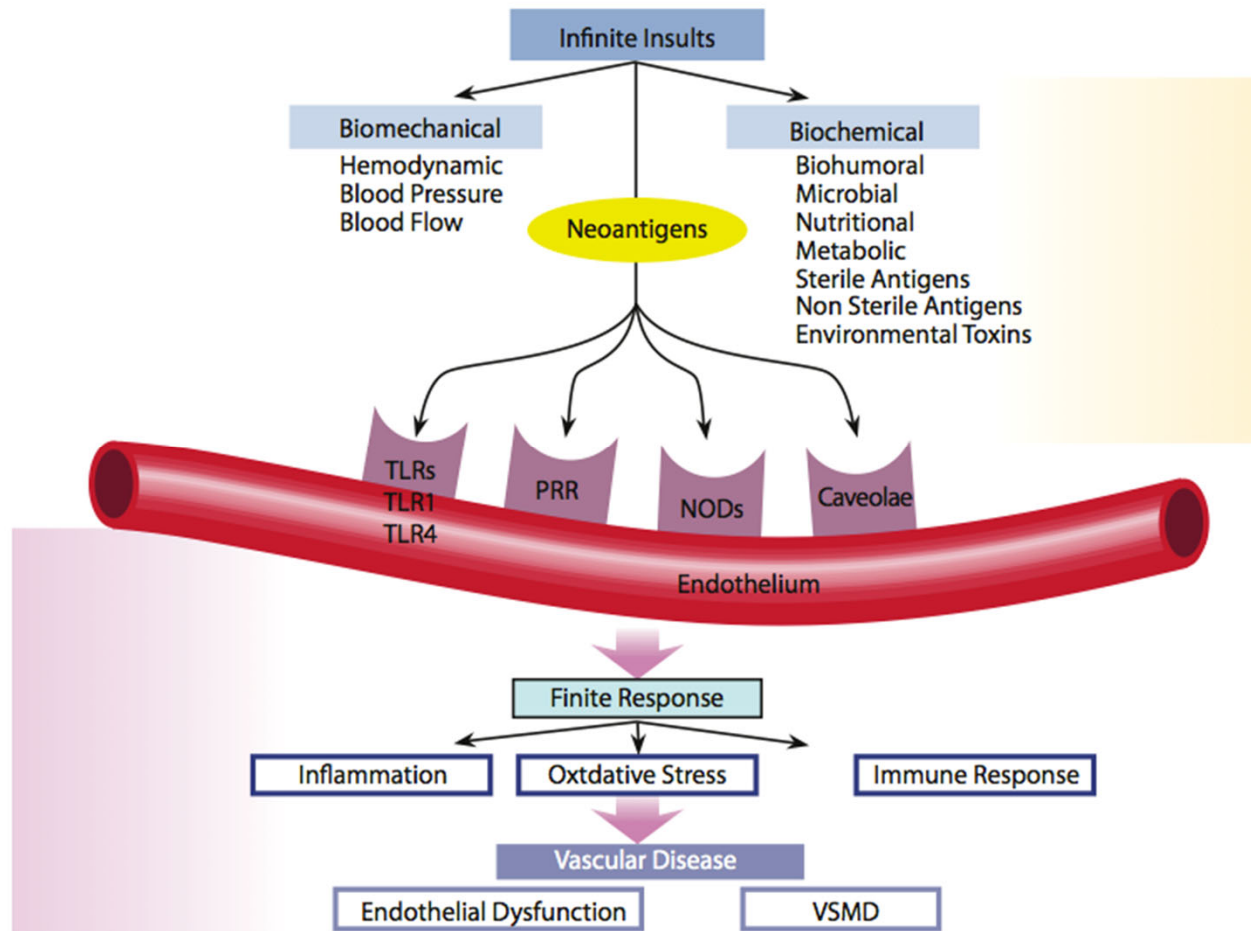 Infinite Insults
Biomechanical
Hemodynamic
Blood Pressure
Blood Flow
Biochemical
Biohumoral
Microbial
Nutritional
Metabolic
Sterile Antigens
Non Sterile Antigens
Environmental Toxins
Neoantigens
TLRs
TLR1
TLR4
PRR
NODs
Caveolae
Endothelium
Finite Response
Inflammation
Oxtdative Stress
Immune Response
Vascular Disease
Endothelial Dysfunction
VSMD